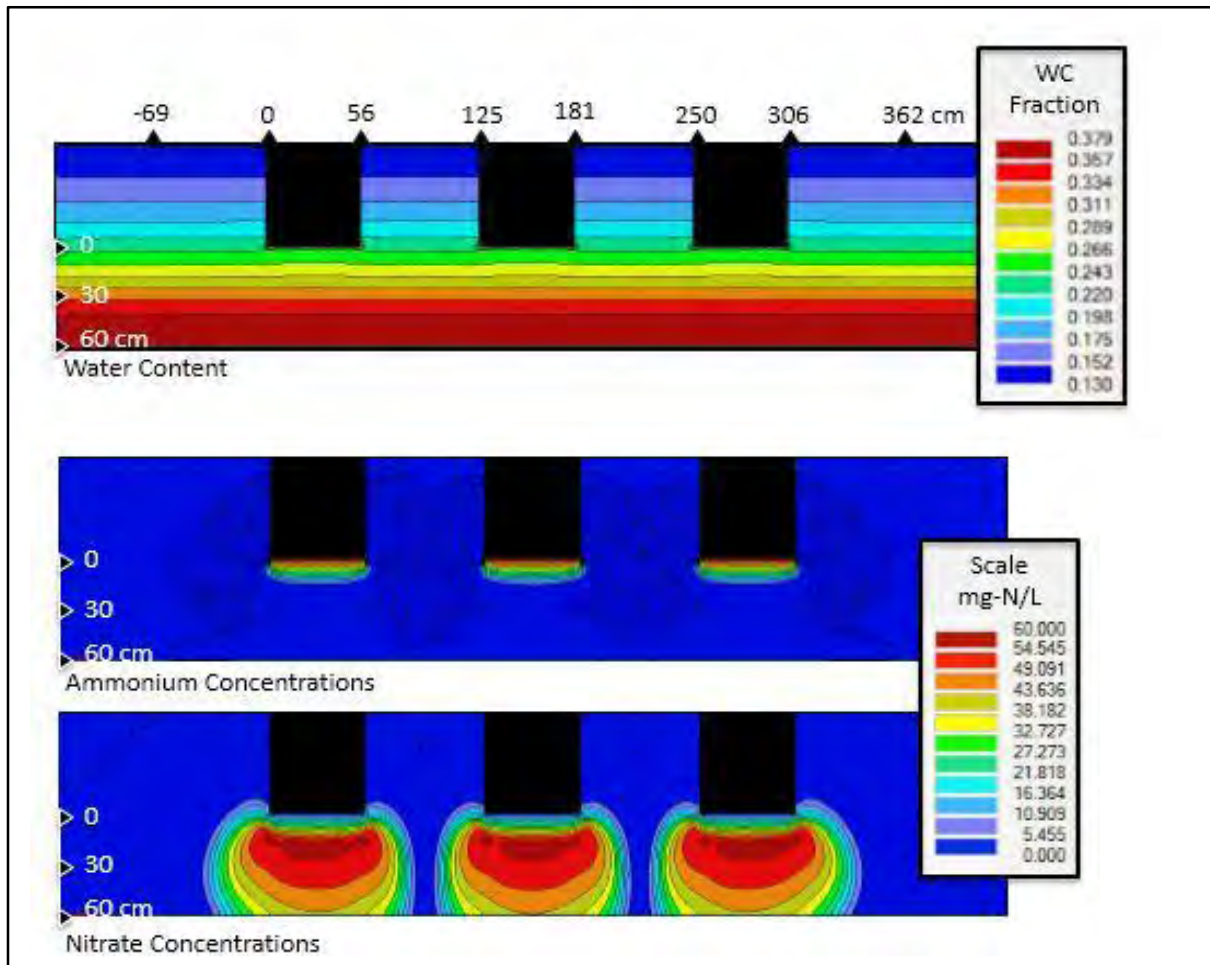 -69 0 56 125 181 250 306 362 cm
0
30
60 cm
Water Content
WC
Fraction
0.379
0.357
0.334
0.311
0.289
0.266
0.243
0.220
0.198
0.175
0.152
0.130
0
30
60 cm
Ammonium Concentrations
Scale
mg-N/L
60.000
54.545
49.091
43.636
38.182
32.727
27.273
21.818
16.364
10.909
5.455
0.000
0
30
60 cm
Nitrate Concentrations